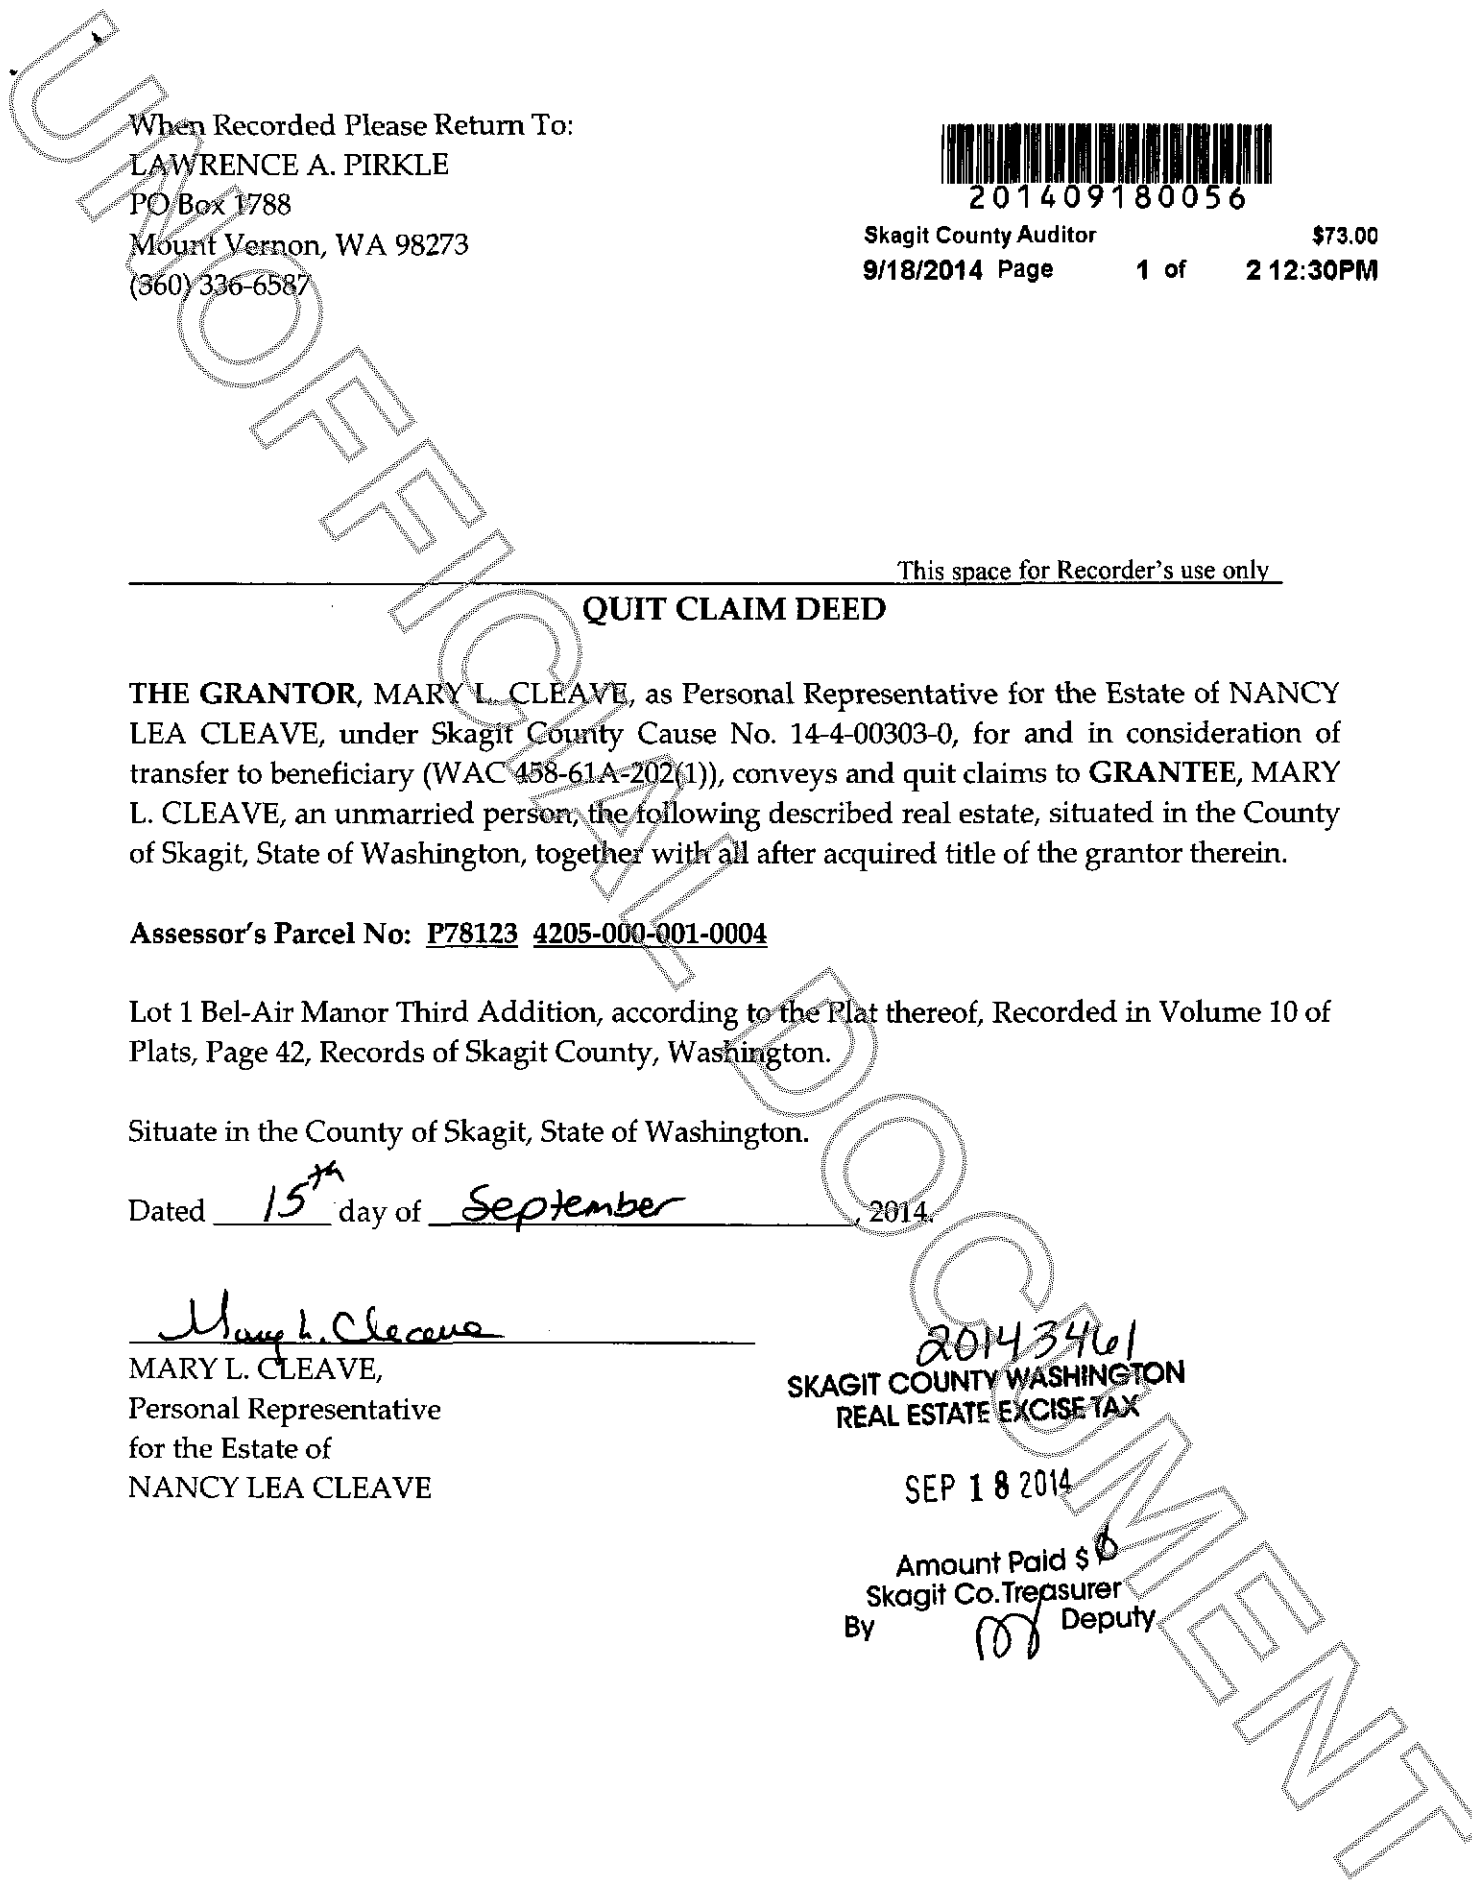 When Recorded Please Return To:
LAWRENCE A. PIRKLE
PO Box 1788
Mount Vernon, WA 98273
(360) 336-6587
201409180056
Skagit County Auditor $73.00
9/18/2014 Page 1 of 2 12:30PM
This space for Recorder's use only
QUIT CLAIM DEED
THE GRANTOR, MARY L. CLEAVE, as Personal Representative for the Estate of NANCY
LEA CLEAVE, under Skagit County Cause No. 14-4-00303-0, for and in consideration of
transfer to beneficiary (WAC 458-61A-202(1)), conveys and quit claims to GRANTEE, MARY
L. CLEAVE, an unmarried person, the following described real estate, situated in the County
of Skagit, State of Washington, together with all after acquired title of the grantor therein.
Assessor's Parcel No: P78123 4205-000-001-0004
Lot 1 Bel-Air Manor Third Addition, according to the Plat thereof, Recorded in Volume 10 of
Plats, Page 42, Records of Skagit County, Washington.
Situate in the County of Skagit, State of Washington.
Dated 15th day of September, 2014.
Mary L. Cleave
MARY L. CLEAVE,
Personal Representative
for the Estate of
NANCY LEA CLEAVE
20143461
SKAGIT COUNTY WASHINGTON
REAL ESTATE EXCISE TAX
SEP 18 2014
Amount Paid $ 0
Skagit Co. Treasurer
By Deputy
UNOFFICIAL DOCUMENT